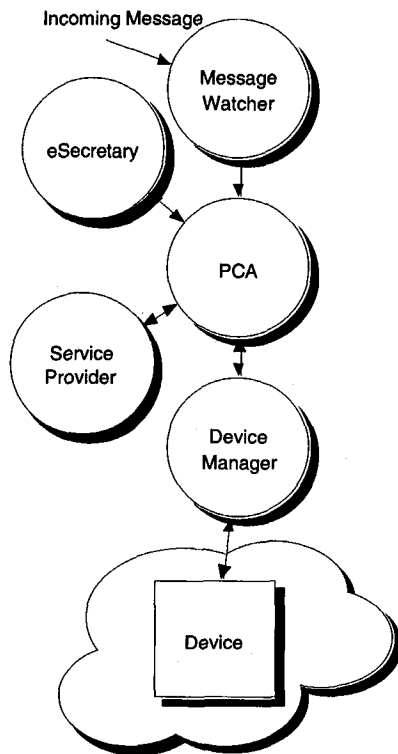 Incoming Message
Message
Watcher
eSecretary
PCA
Service
Provider
Device
Manager
Device